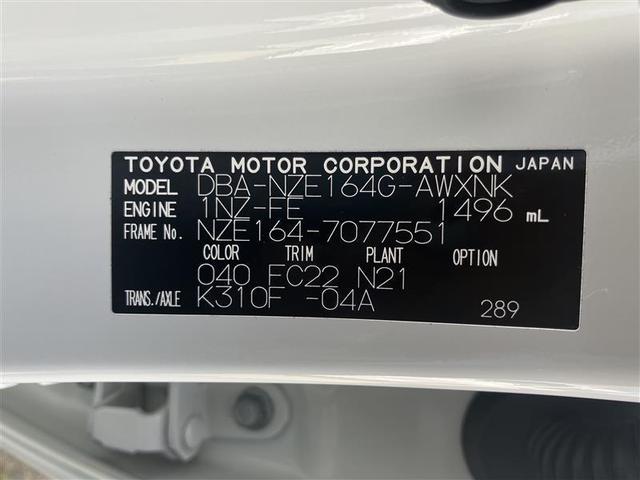 TOYOTA MOTOR CORPORATION JAPAN
MODEL DBA-NZE164G-AWXNK
ENGINE 1NZ-FE 1496 mL
FRAME No. NZE164-7077551
COLOR TRIM PLANT OPTION
040 FC22 N21
TRANS./AXLE K310F -04A 289